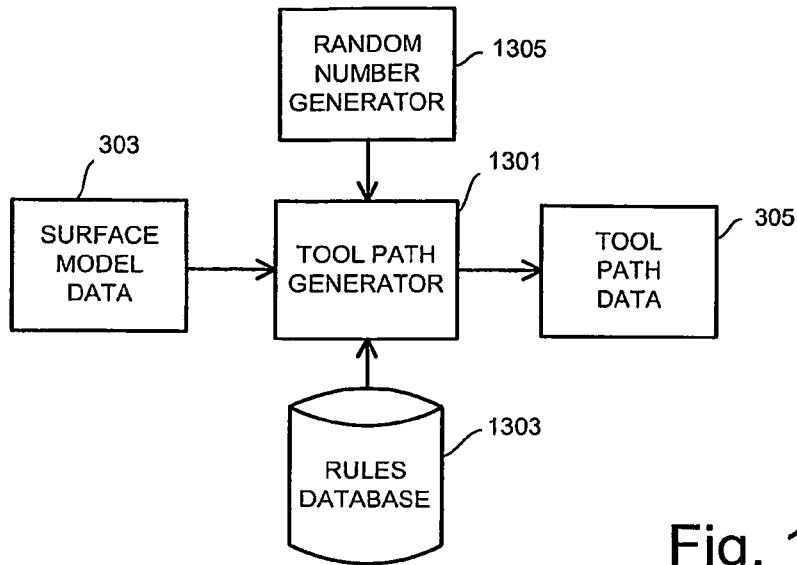 RANDOM
NUMBER
GENERATOR
1305
303
1301
SURFACE
MODEL
DATA
TOOL PATH
GENERATOR
305
TOOL
PATH
DATA
1303
RULES
DATABASE
Fig.